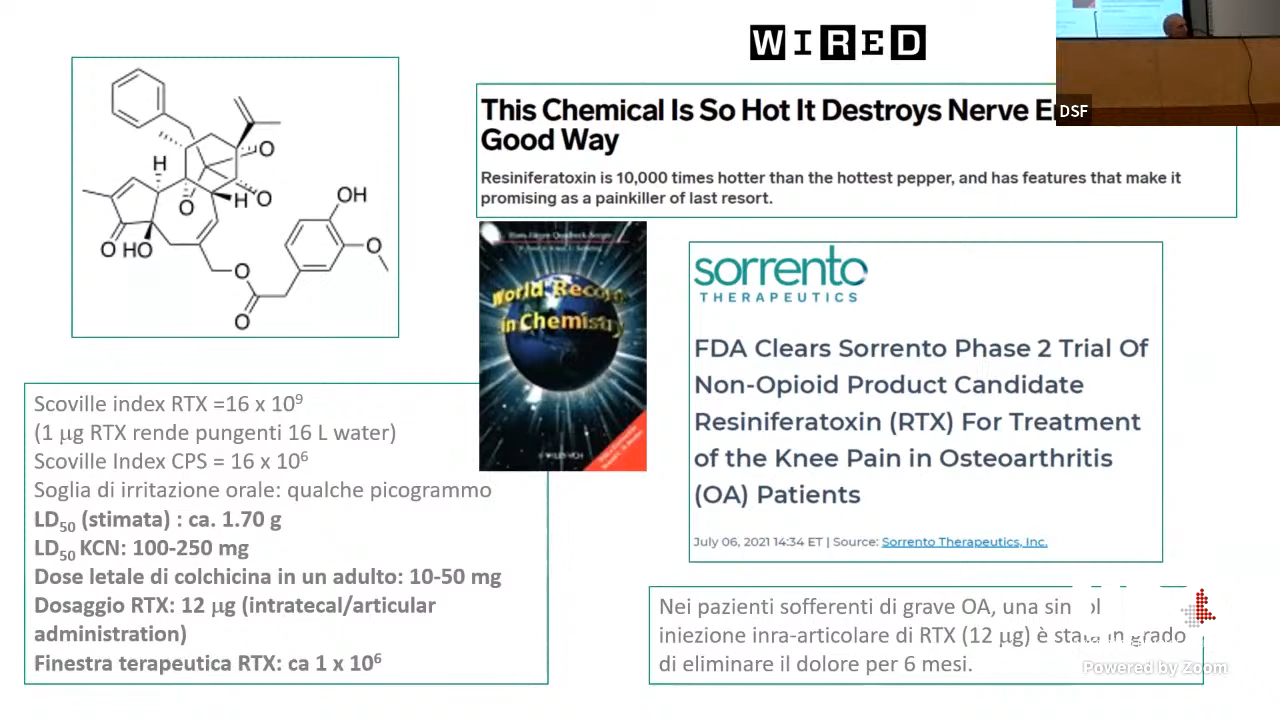 WIRED
DSF
This Chemical Is So Hot It Destroys Nerve
Good Way
Resiniferatoxin is 10,000 times hotter than the hottest pepper, and has features that make it
promising as a painkiller of last resort.
H
O
H
O
O
OH
O
HO
O
O
O
World Records
in Chemistry
WILEY-VCH
sorrento
THERAPEUTICS
FDA Clears Sorrento Phase 2 Trial Of
Non-Opioid Product Candidate
Resiniferatoxin (RTX) For Treatment
of the Knee Pain in Osteoarthritis
(OA) Patients
July 06, 2021 14:34 ET | Source: Sorrento Therapeutics, Inc.
Scoville index RTX =16 x 10⁹
(1 μg RTX rende pungenti 16 L water)
Scoville Index CPS = 16 x 10⁶
Soglia di irritazione orale: qualche picogrammo
LD₅₀ (stimata) : ca. 1.70 g
LD₅₀ KCN: 100-250 mg
Dose letale di colchicina in un adulto: 10-50 mg
Dosaggio RTX: 12 μg (intratecal/articular
administration)
Finestra terapeutica RTX: ca 1 x 10⁶
Nei pazienti sofferenti di grave OA, una
iniezione inra-articolare di RTX (12 μg) è grado
di eliminare il dolore per 6 mesi.
Powered by Zoom